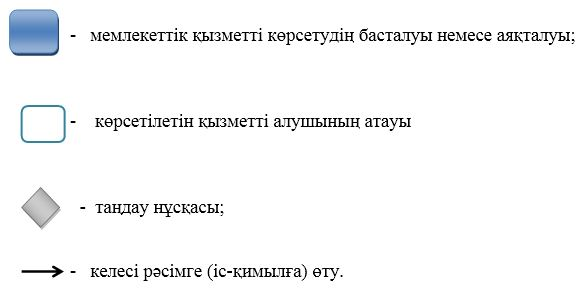 - мемлекеттік қызметті көрсетудің басталуы немесе аяқталуы;
- көрсетілетін қызметті алушының атауы
- таңдау нұсқасы;
- келесі рәсімге (іс-қимылға) өту.